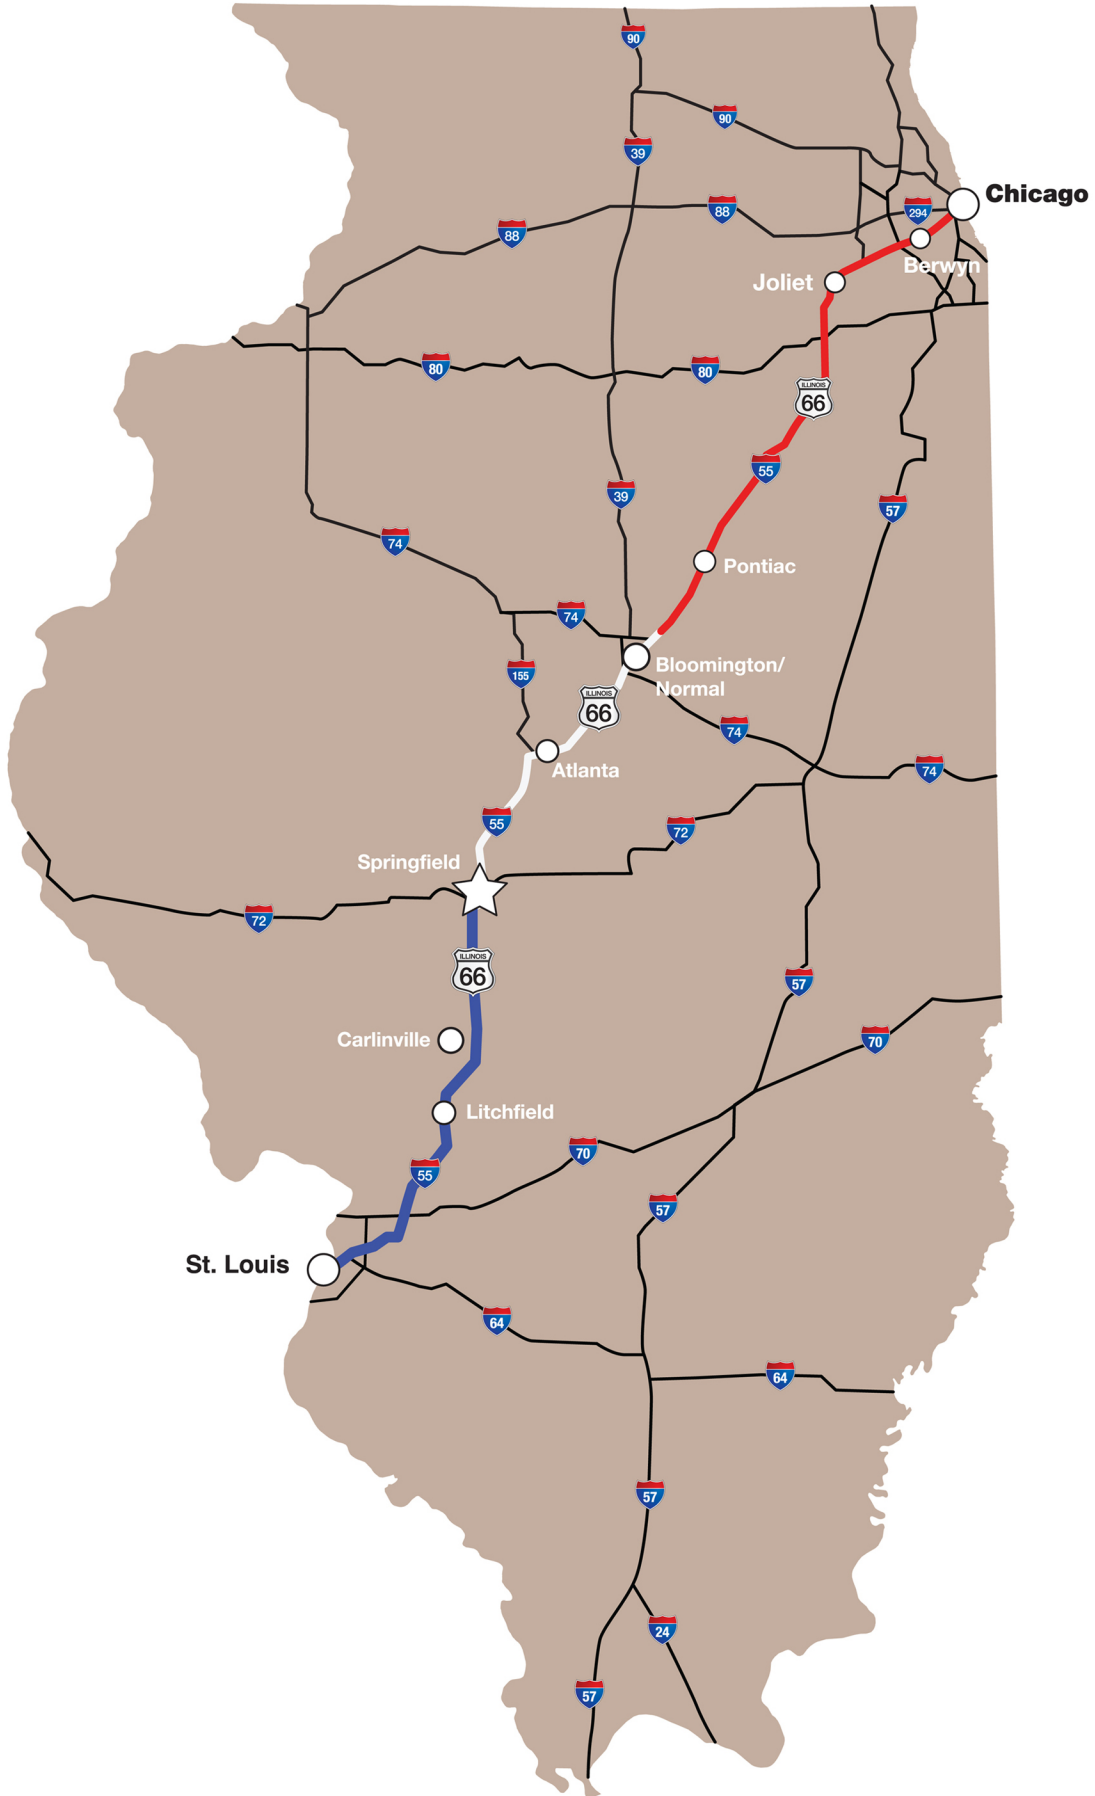 90
90
39
Chicago
88
294
88
Berwyn
Joliet
80
80
ILLINOIS
66
55
39
57
74
Pontiac
74
Bloomington/
Normal
155
ILLINOIS
66
74
74
Atlanta
55
72
Springfield
72
ILLINOIS
66
57
Carlinville
70
Litchfield
70
55
57
St. Louis
64
64
57
24
57